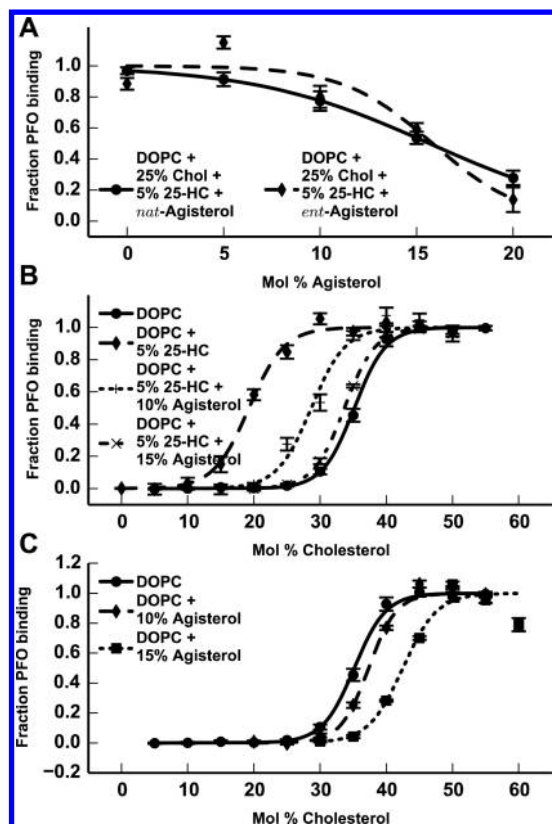 A
Fraction PFO binding
1.0
0.8
0.6
0.4
0.2
0.0
DOPC +
25% Chol +
5% 25-HC +
nat-Agisterol
DOPC +
25% Chol +
5% 25-HC +
ent-Agisterol
0 5 10 15 20
Mol % Agisterol
B
Fraction PFO binding
1.0
0.8
0.6
0.4
0.2
0.0
DOPC
DOPC +
5% 25-HC
DOPC +
5% 25-HC +
10% Agisterol
DOPC +
5% 25-HC +
15% Agisterol
0 10 20 30 40 50 60
Mol % Cholesterol
C
Fraction PFO binding
1.2
1.0
0.8
0.6
0.4
0.2
0.0
−0.2
DOPC
DOPC +
10% Agisterol
DOPC +
15% Agisterol
0 10 20 30 40 50 60
Mol % Cholesterol